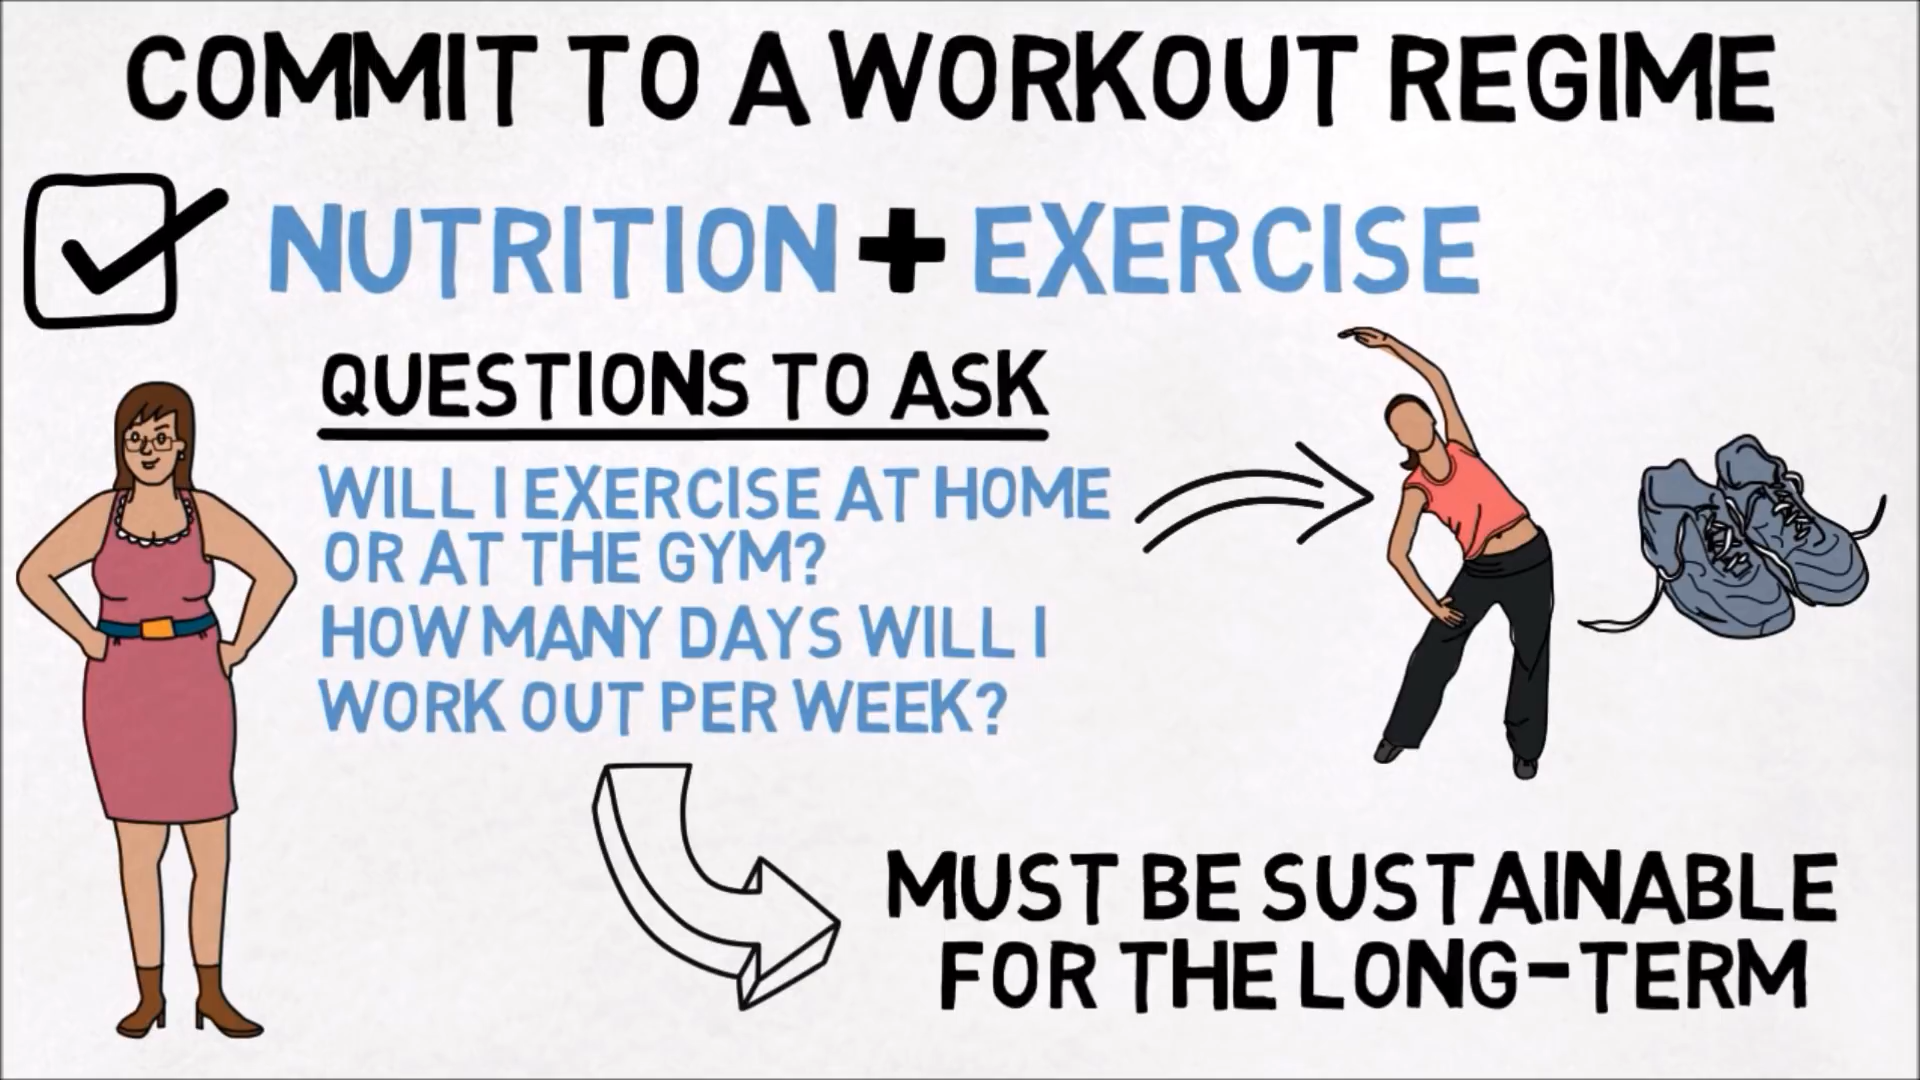 COMMIT TO A WORKOUT REGIME
NUTRITION + EXERCISE
QUESTIONS TO ASK
WILL I EXERCISE AT HOME
OR AT THE GYM?
HOW MANY DAYS WILL I
WORK OUT PER WEEK?
MUST BE SUSTAINABLE
FOR THE LONG-TERM